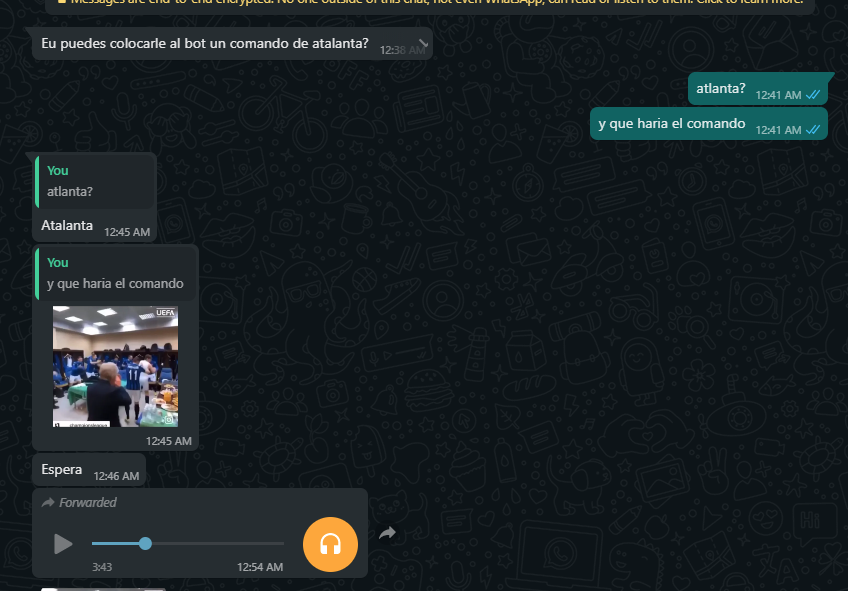 Messages are end-to-end encrypted. No one outside of this chat, not even WhatsApp, can read or listen to them. Click to learn more.
Eu puedes colocarle al bot un comando de atalanta?
12:38 AM
atlanta?
12:41 AM
y que haria el comando
12:41 AM
You
atlanta?
Atalanta
12:45 AM
You
y que haria el comando
UEFA
11
championsleague
12:45 AM
Espera
12:46 AM
Forwarded
3:43
12:54 AM